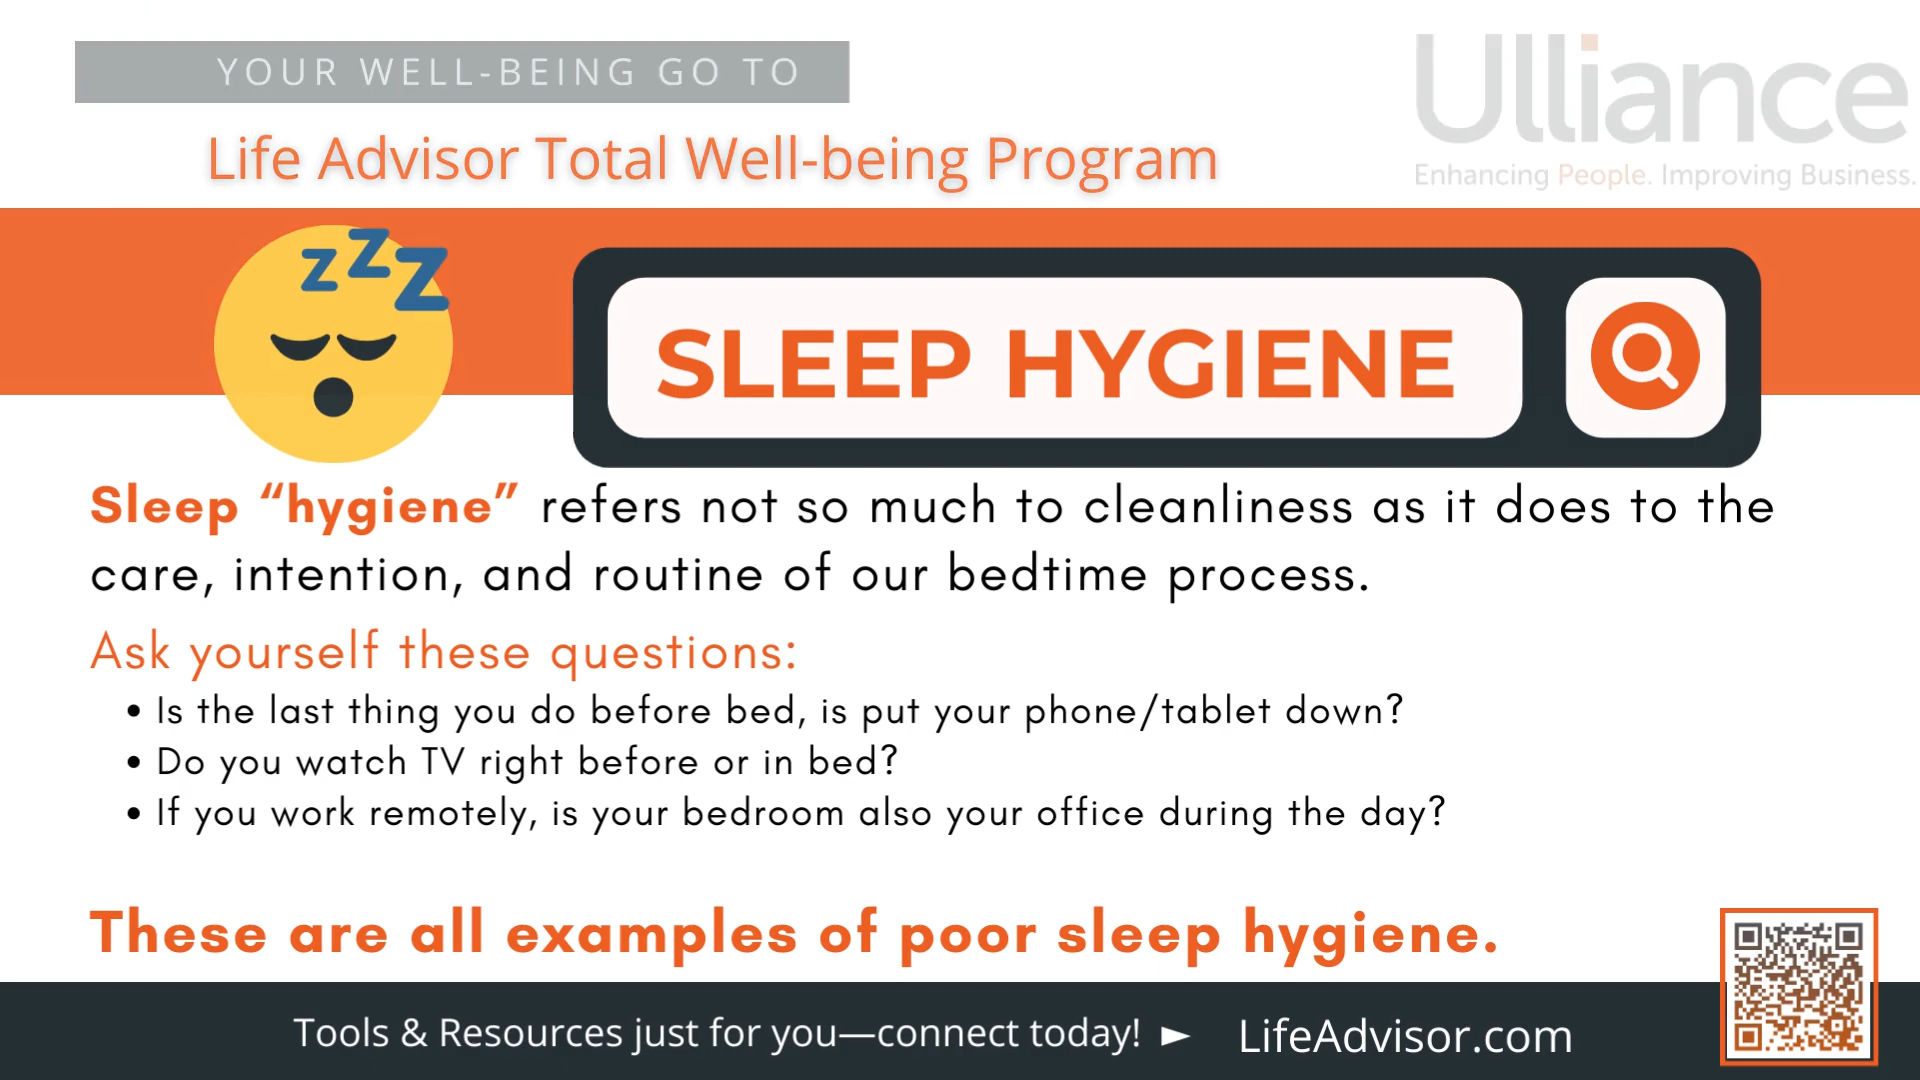 YOUR WELL-BEING GO TO
Ulliance
Enhancing People. Improving Business.
Life Advisor Total Well-being Program
z z z
SLEEP HYGIENE
Sleep “hygiene” refers not so much to cleanliness as it does to the
care, intention, and routine of our bedtime process.
Ask yourself these questions:
• Is the last thing you do before bed, is put your phone/tablet down?
• Do you watch TV right before or in bed?
• If you work remotely, is your bedroom also your office during the day?
These are all examples of poor sleep hygiene.
Tools & Resources just for you—connect today! ► LifeAdvisor.com